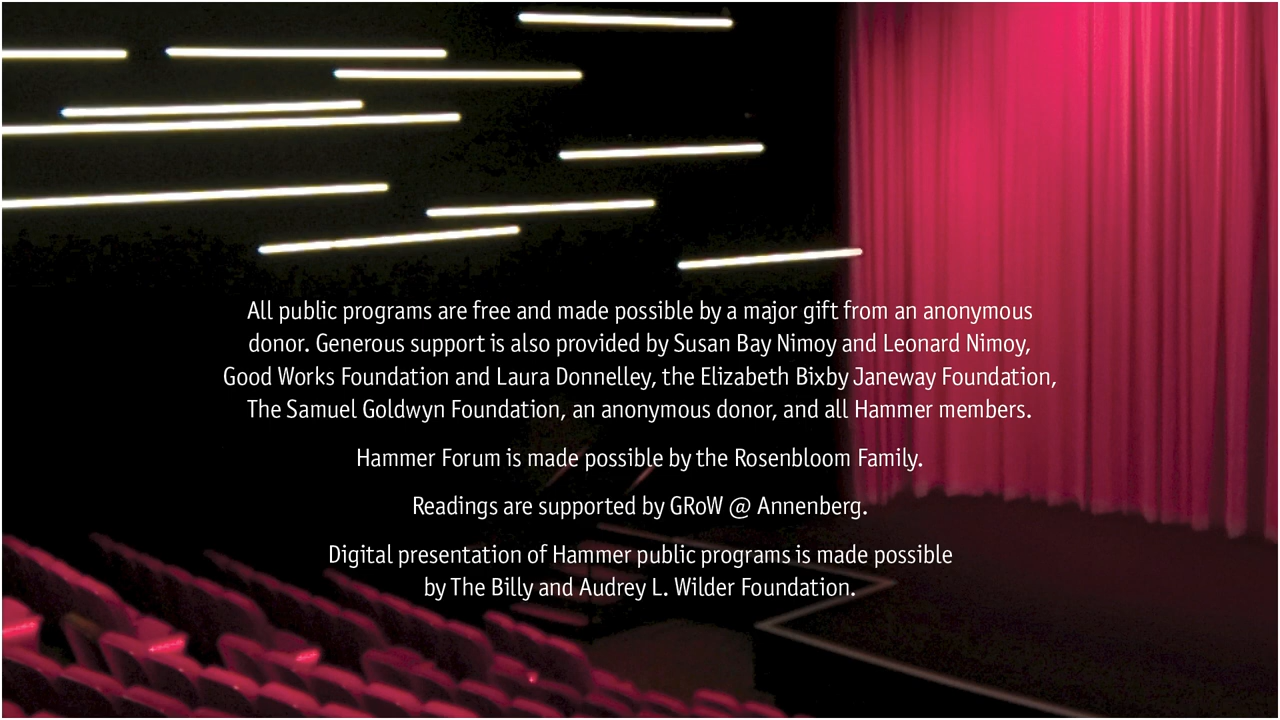 All public programs are free and made possible by a major gift from an anonymous
donor. Generous support is also provided by Susan Bay Nimoy and Leonard Nimoy,
Good Works Foundation and Laura Donnelley, the Elizabeth Bixby Janeway Foundation,
The Samuel Goldwyn Foundation, an anonymous donor, and all Hammer members.
Hammer Forum is made possible by the Rosenbloom Family.
Readings are supported by GRoW @ Annenberg.
Digital presentation of Hammer public programs is made possible
by The Billy and Audrey L. Wilder Foundation.